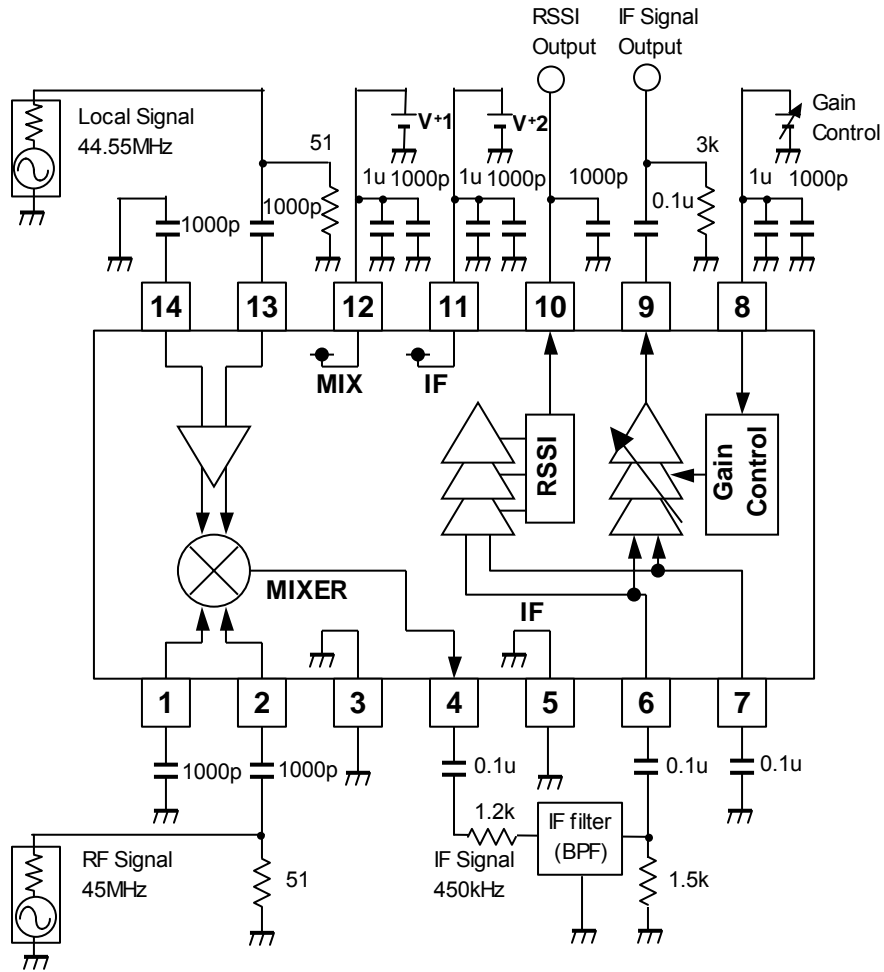 RSSI
Output
IF Signal
Output
Local Signal
44.55MHz
V+1
V+2
Gain
Control
51
3k
1u 1000p
1u 1000p
1000p
0.1u
1u 1000p
1000p
1000p
14
13
12
11
10
9
8
MIX
IF
RSSI
Gain
Control
MIXER
IF
1
2
3
4
5
6
7
1000p
1000p
0.1u
0.1u
0.1u
1.2k
IF filter
(BPF)
RF Signal
45MHz
51
IF Signal
450kHz
1.5k